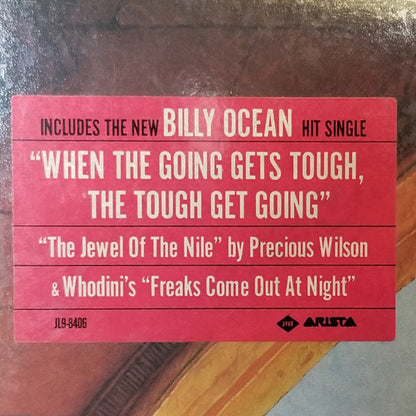 INCLUDES THE NEW BILLY OCEAN HIT SINGLE
“WHEN THE GOING GETS TOUGH,
THE TOUGH GET GOING”
“The Jewel Of The Nile” by Precious Wilson
& Whodini’s “Freaks Come Out At Night”
JL9-8406 JIVE ARISTA